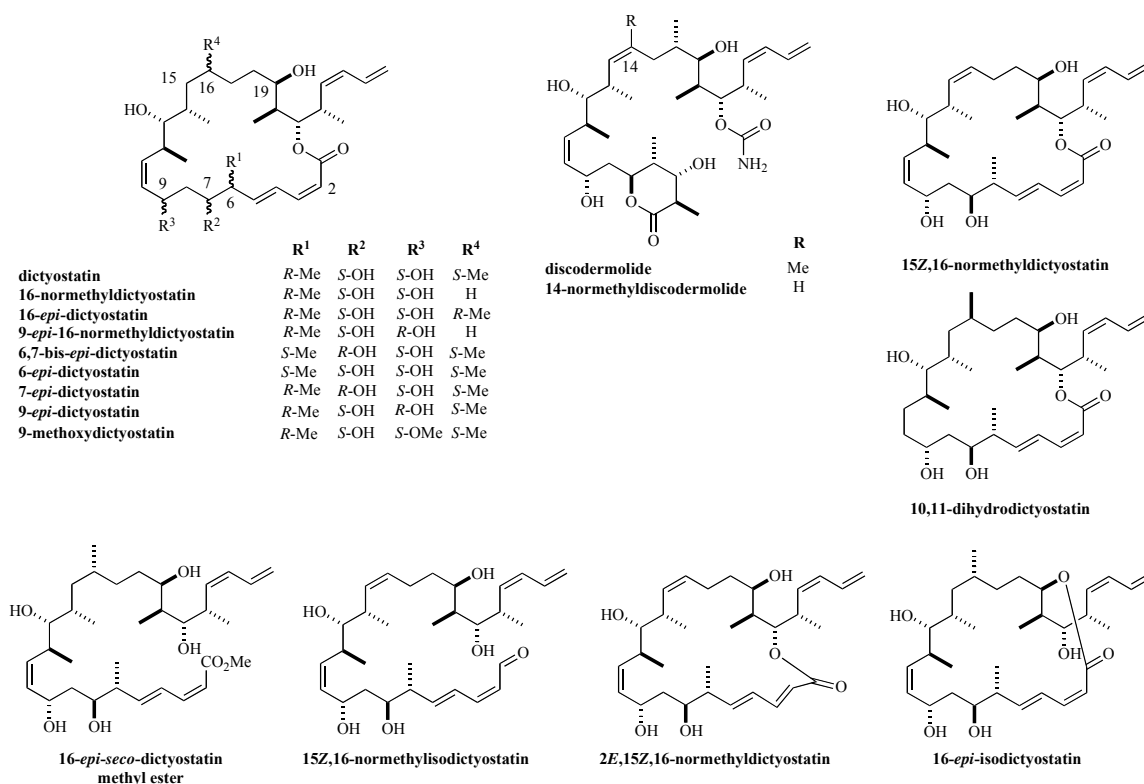 R⁴
15
16
OH
19
HO
O
O
R¹
9
7
6
2
R³
R²
R
14
OH
HO
O
O
NH₂
OH
O
OH
O
OH
HO
O
O
OH
OH
15Z,16-normethyldictyostatin
R¹ R² R³ R⁴
dictyostatin R-Me S-OH S-OH S-Me
16-normethyldictyostatin R-Me S-OH S-OH H
16-epi-dictyostatin R-Me S-OH S-OH R-Me
9-epi-16-normethyldictyostatin R-Me S-OH R-OH H
6,7-bis-epi-dictyostatin S-Me R-OH S-OH S-Me
6-epi-dictyostatin S-Me S-OH S-OH S-Me
7-epi-dictyostatin R-Me R-OH S-OH S-Me
9-epi-dictyostatin R-Me S-OH R-OH S-Me
9-methoxydictyostatin R-Me S-OH S-OMe S-Me
R
discodermolide Me
14-normethyldiscodermolide H
OH
HO
O
O
OH
OH
10,11-dihydrodictyostatin
OH
HO
OH
CO₂Me
OH
OH
16-epi-seco-dictyostatin
methyl ester
OH
HO
OH
O
OH
OH
15Z,16-normethylisodictyostatin
OH
HO
O
O
OH
OH
2E,15Z,16-normethyldictyostatin
O
HO
OH
O
OH
OH
16-epi-isodictyostatin